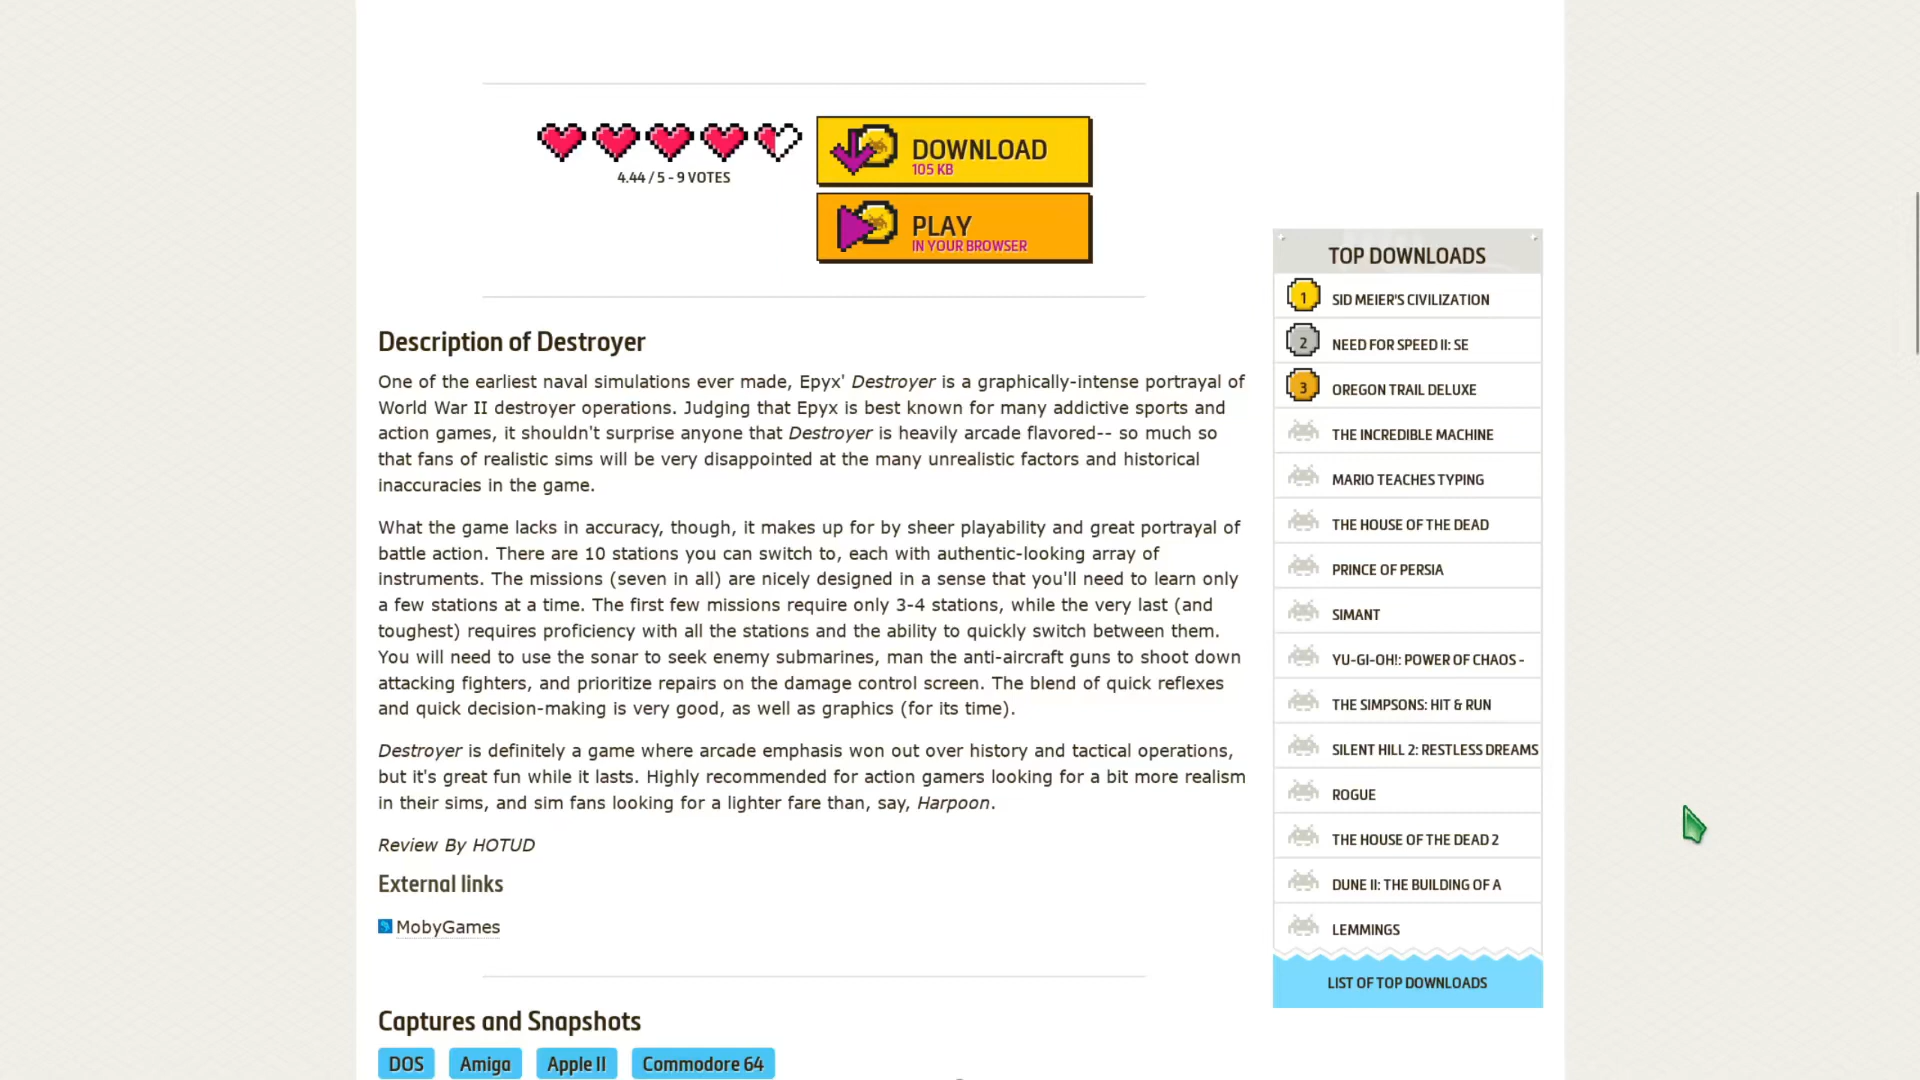 4.44 / 5 - 9 VOTES
DOWNLOAD
105 KB
PLAY
IN YOUR BROWSER
Description of Destroyer
One of the earliest naval simulations ever made, Epyx' Destroyer is a graphically-intense portrayal of
World War II destroyer operations. Judging that Epyx is best known for many addictive sports and
action games, it shouldn't surprise anyone that Destroyer is heavily arcade flavored-- so much so
that fans of realistic sims will be very disappointed at the many unrealistic factors and historical
inaccuracies in the game.
What the game lacks in accuracy, though, it makes up for by sheer playability and great portrayal of
battle action. There are 10 stations you can switch to, each with authentic-looking array of
instruments. The missions (seven in all) are nicely designed in a sense that you'll need to learn only
a few stations at a time. The first few missions require only 3-4 stations, while the very last (and
toughest) requires proficiency with all the stations and the ability to quickly switch between them.
You will need to use the sonar to seek enemy submarines, man the anti-aircraft guns to shoot down
attacking fighters, and prioritize repairs on the damage control screen. The blend of quick reflexes
and quick decision-making is very good, as well as graphics (for its time).
Destroyer is definitely a game where arcade emphasis won out over history and tactical operations,
but it's great fun while it lasts. Highly recommended for action gamers looking for a bit more realism
in their sims, and sim fans looking for a lighter fare than, say, Harpoon.
Review By HOTUD
External links
MobyGames
Captures and Snapshots
DOS
Amiga
Apple II
Commodore 64
TOP DOWNLOADS
1 SID MEIER'S CIVILIZATION
2 NEED FOR SPEED II: SE
3 OREGON TRAIL DELUXE
THE INCREDIBLE MACHINE
MARIO TEACHES TYPING
THE HOUSE OF THE DEAD
PRINCE OF PERSIA
SIMANT
YU-GI-OH!: POWER OF CHAOS -
THE SIMPSONS: HIT & RUN
SILENT HILL 2: RESTLESS DREAMS
ROGUE
THE HOUSE OF THE DEAD 2
DUNE II: THE BUILDING OF A
LEMMINGS
LIST OF TOP DOWNLOADS